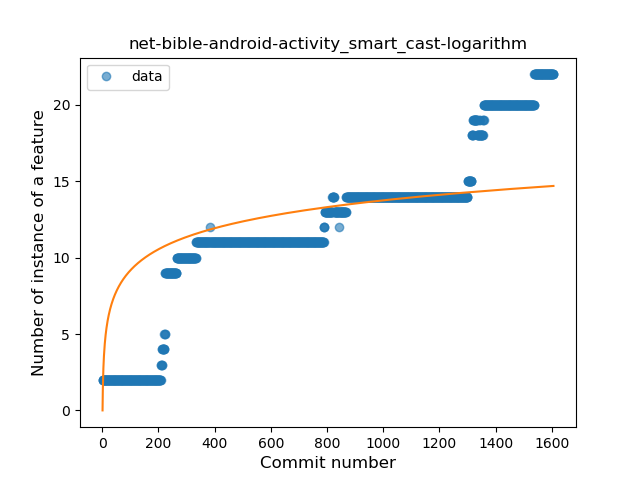 net-bible-android-activity_smart_cast-logarithm
data
Number of instance of a feature
20
15
10
5
0
0 200 400 600 800 1000 1200 1400 1600
Commit number